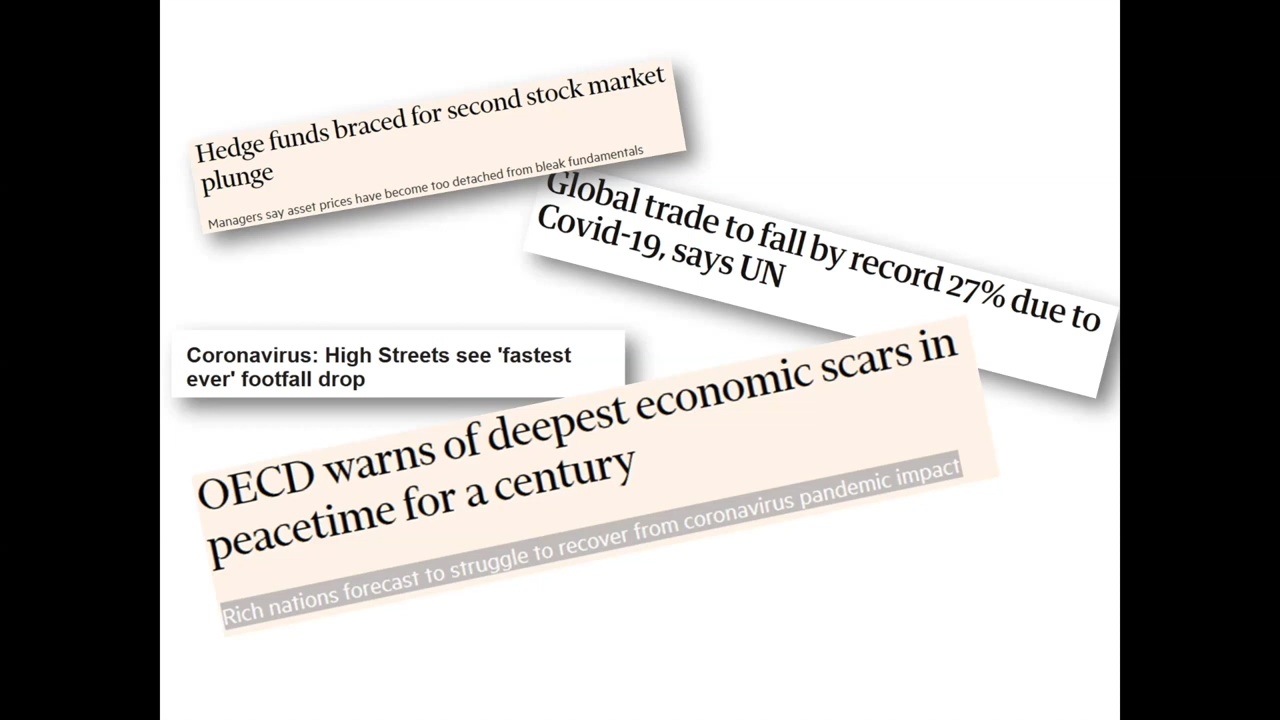 Hedge funds braced for second stock market
plunge
Managers say asset prices have become too detached from bleak fundamentals
Global trade to fall by record 27% due to
Covid-19, says UN
Coronavirus: High Streets see 'fastest
ever' footfall drop
OECD warns of deepest economic scars in
peacetime for a century
Rich nations forecast to struggle to recover from coronavirus pandemic impact